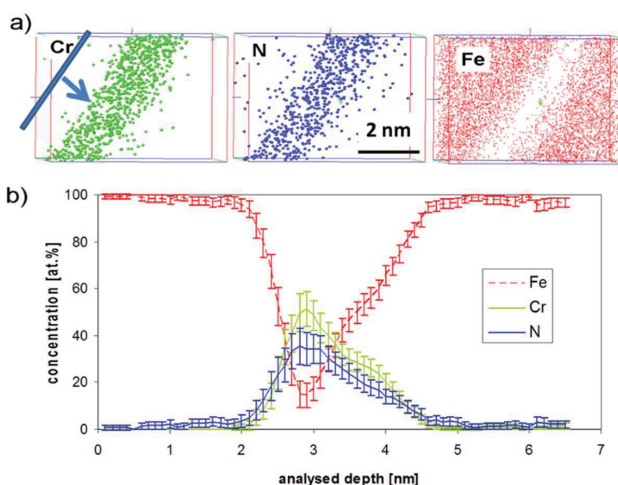 a)
Cr
N
Fe
2 nm
b)
concentration [at.%]
100
80
60
40
20
0
Fe
Cr
N
0 1 2 3 4 5 6 7
analysed depth [nm]